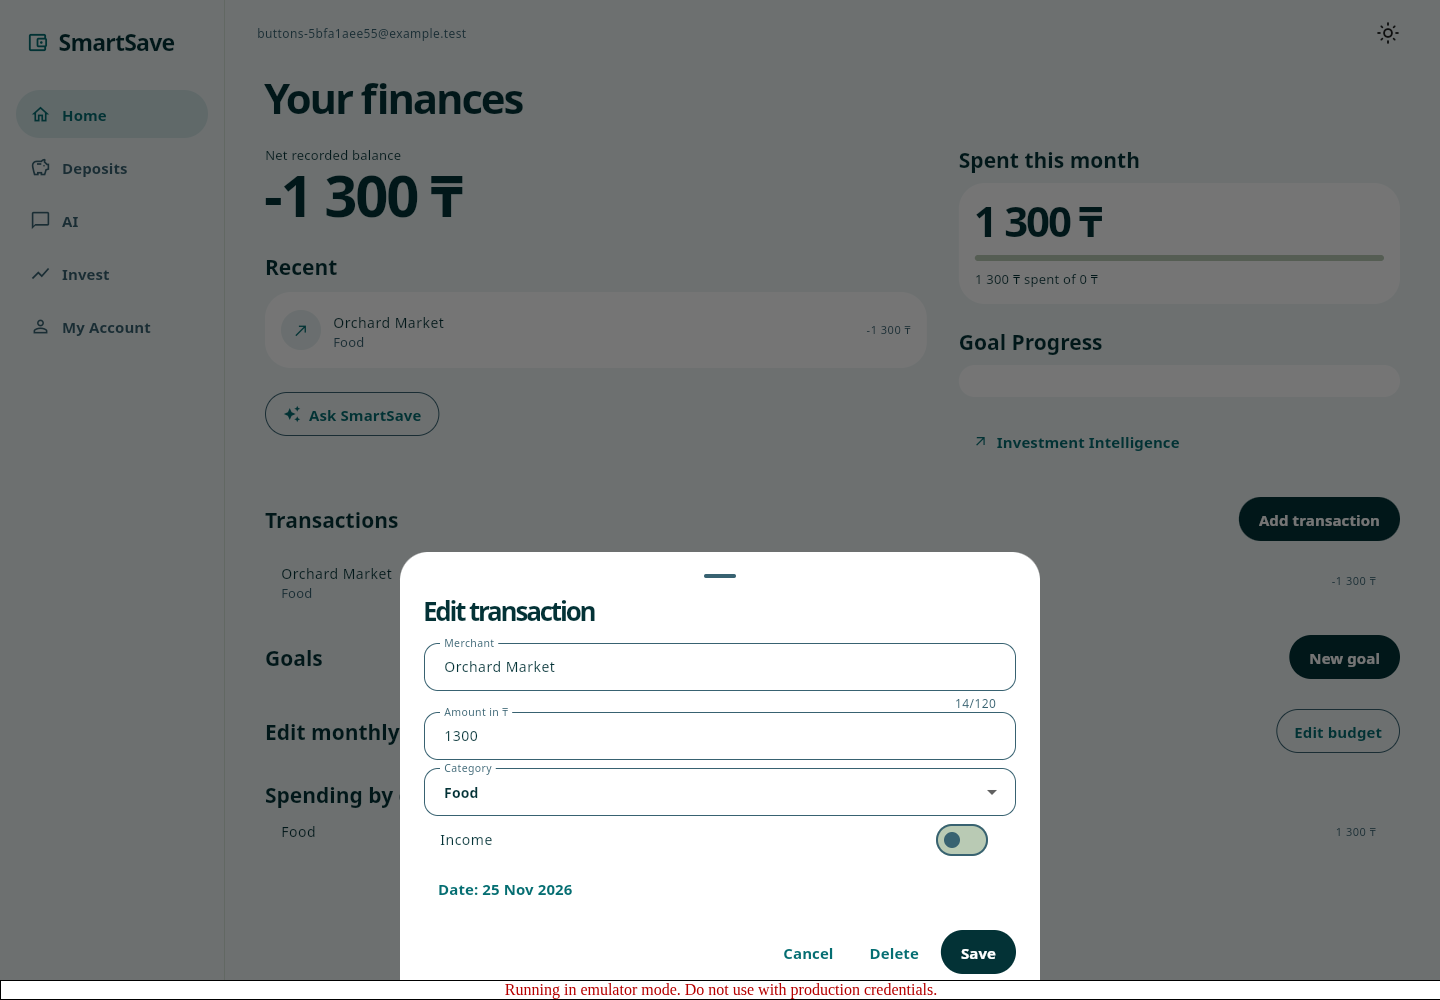 SmartSave
buttons-5bfa1aee55@example.test
Home
Deposits
AI
Invest
My Account
Your finances
Net recorded balance
-1 300 ₸
Recent
Orchard Market
Food
-1 300 ₸
Ask SmartSave
Spent this month
1 300 ₸
1 300 ₸ spent of 0 ₸
Goal Progress
Investment Intelligence
Transactions
Add transaction
Orchard Market
Food
-1 300 ₸
Goals
New goal
Edit monthly
Edit budget
Spending by
Food
1 300 ₸
Edit transaction
Merchant
Orchard Market
14/120
Amount in ₸
1300
Category
Food
Income
Date: 25 Nov 2026
Cancel
Delete
Save
Running in emulator mode. Do not use with production credentials.